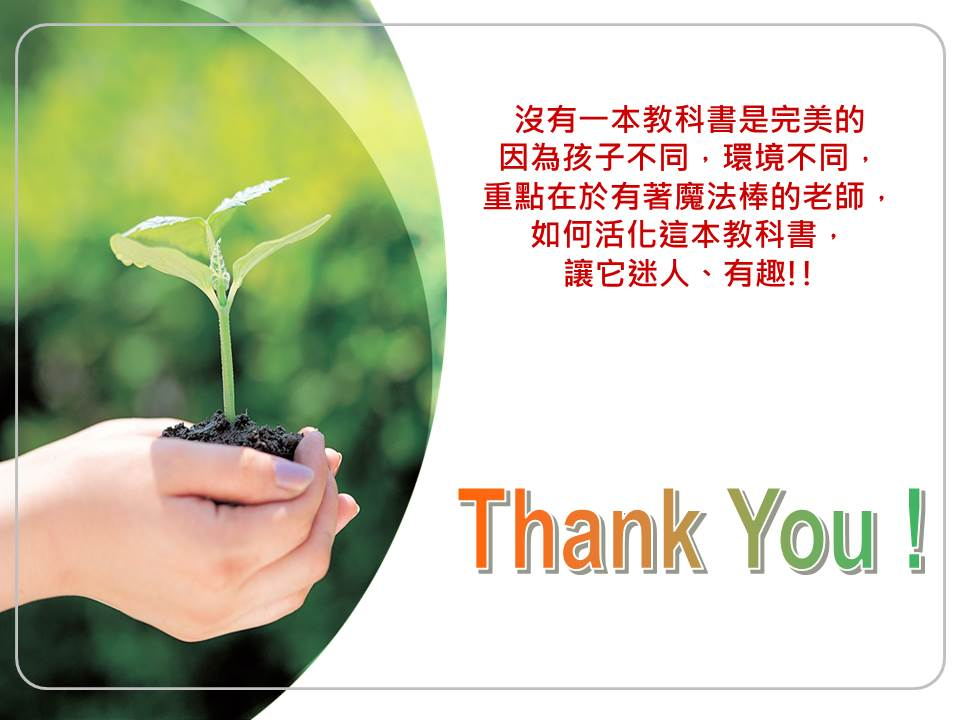 沒有一本教科書是完美的
因為孩子不同，環境不同，
重點在於有著魔法棒的老師，
如何活化這本教科書，
讓它迷人、有趣!!
Thank You !